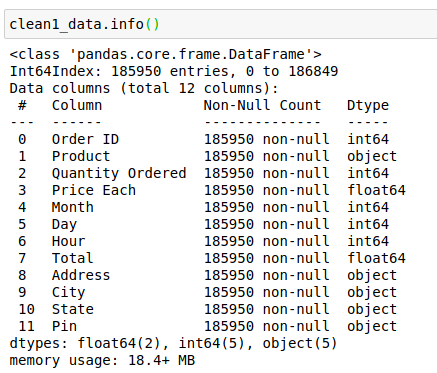 clean1_data.info()
<class 'pandas.core.frame.DataFrame'>
Int64Index: 185950 entries, 0 to 186849
Data columns (total 12 columns):
 #   Column            Non-Null Count   Dtype
---  ------            --------------   -----
 0   Order ID          185950 non-null  int64
 1   Product           185950 non-null  object
 2   Quantity Ordered  185950 non-null  int64
 3   Price Each        185950 non-null  float64
 4   Month             185950 non-null  int64
 5   Day               185950 non-null  int64
 6   Hour              185950 non-null  int64
 7   Total             185950 non-null  float64
 8   Address           185950 non-null  object
 9   City              185950 non-null  object
 10  State             185950 non-null  object
 11  Pin               185950 non-null  object
dtypes: float64(2), int64(5), object(5)
memory usage: 18.4+ MB